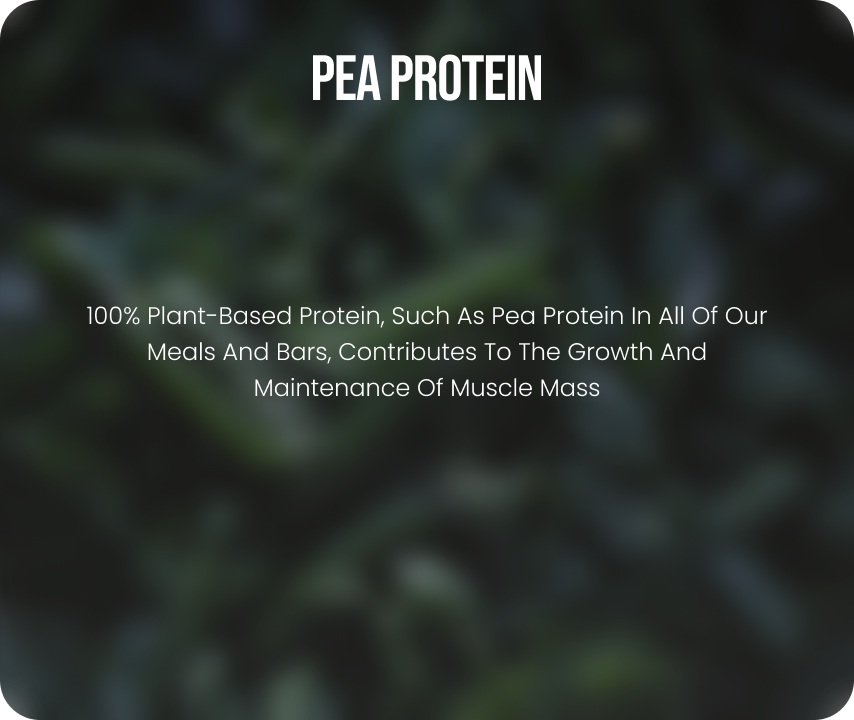 PEA PROTEIN
100% Plant-Based Protein, Such As Pea Protein In All Of Our
Meals And Bars, Contributes To The Growth And
Maintenance Of Muscle Mass